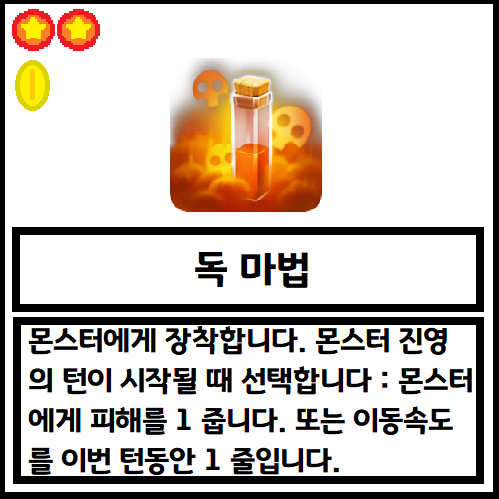 독 마법
몬스터에게 장착합니다. 몬스터 진영
의 턴이 시작될 때 선택합니다 : 몬스터
에게 피해를 1 줍니다. 또는 이동속도
를 이번 턴동안 1 줄입니다.